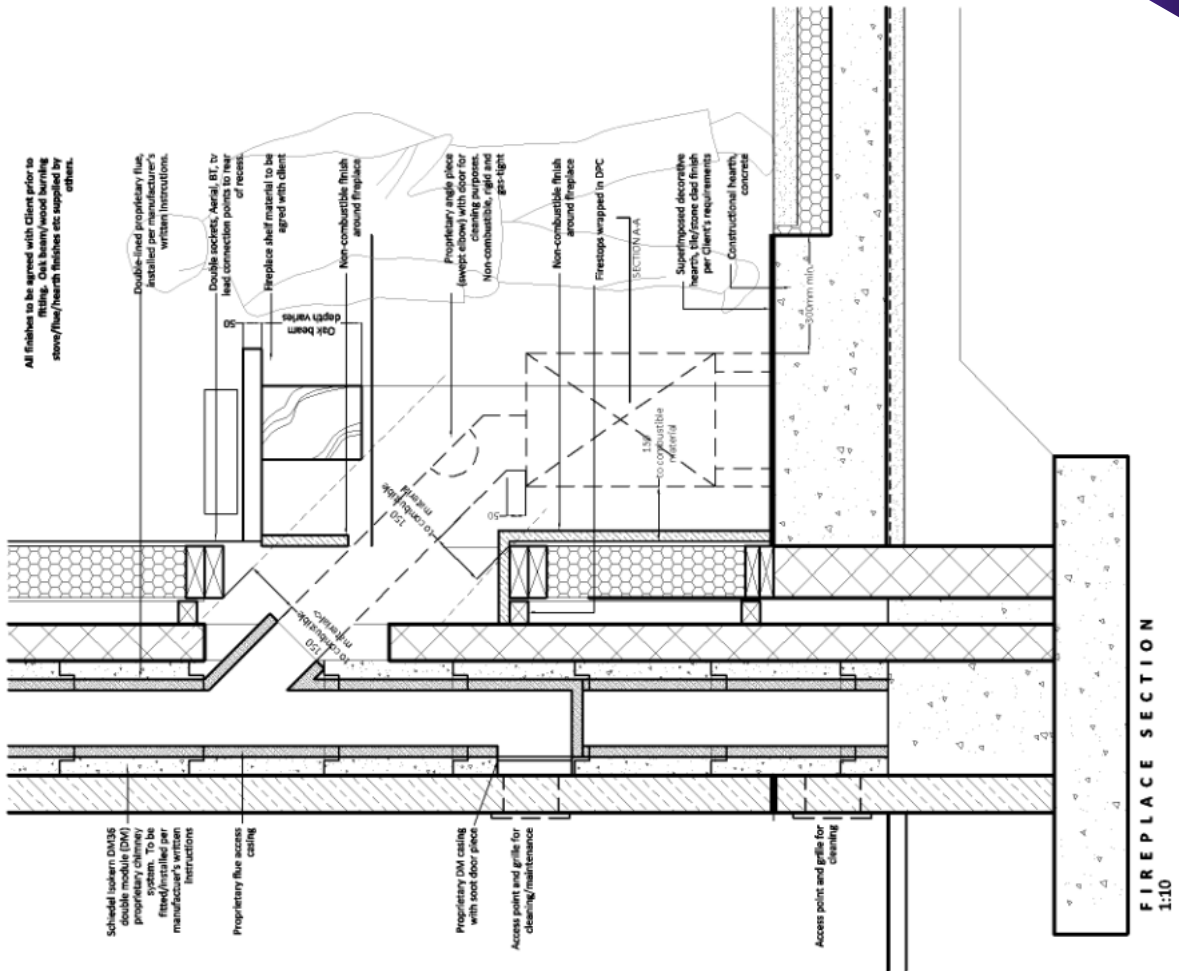 All finishes to be agreed with Client prior to
fitting. Oak beam/wood burning
stove/flue/hearth finishes etc supplied by
others.
Double-lined proprietary flue,
installed per manufacturer's
written instrcutions.
Double sockets, Aerial, BT, tv
lead connection points to rear
of recess.
Fireplace shelf material to be
agreed with client
Non-combustible finish
around fireplace
Proprietary angle piece
(swept elbow) with door for
cleaning purposes.
Non-combustible, rigid and
gas-tight
Non-combustible finish
around fireplace
Firestops wrapped in DPC
SECTION A-A
Superimposed decorative
hearth, tile/stone clad finish
per Client's requirements
Constructional hearth,
concrete
50
Oak beam
depth varies
150
to combustible
material
150
to combustible
material<
50
150
to combustible
material
300mm min.
Schiedel Isokern DM36
double module (DM)
proprietary chimney
system. To be
fitted/installed per
manufacturer's written
instructions
Proprietary flue access
casing
Proprietary DM casing
with soot door piece
Access point and grille for
cleaning/maintenance
Access point and grille for
cleaning
FIREPLACE SECTION
1:10